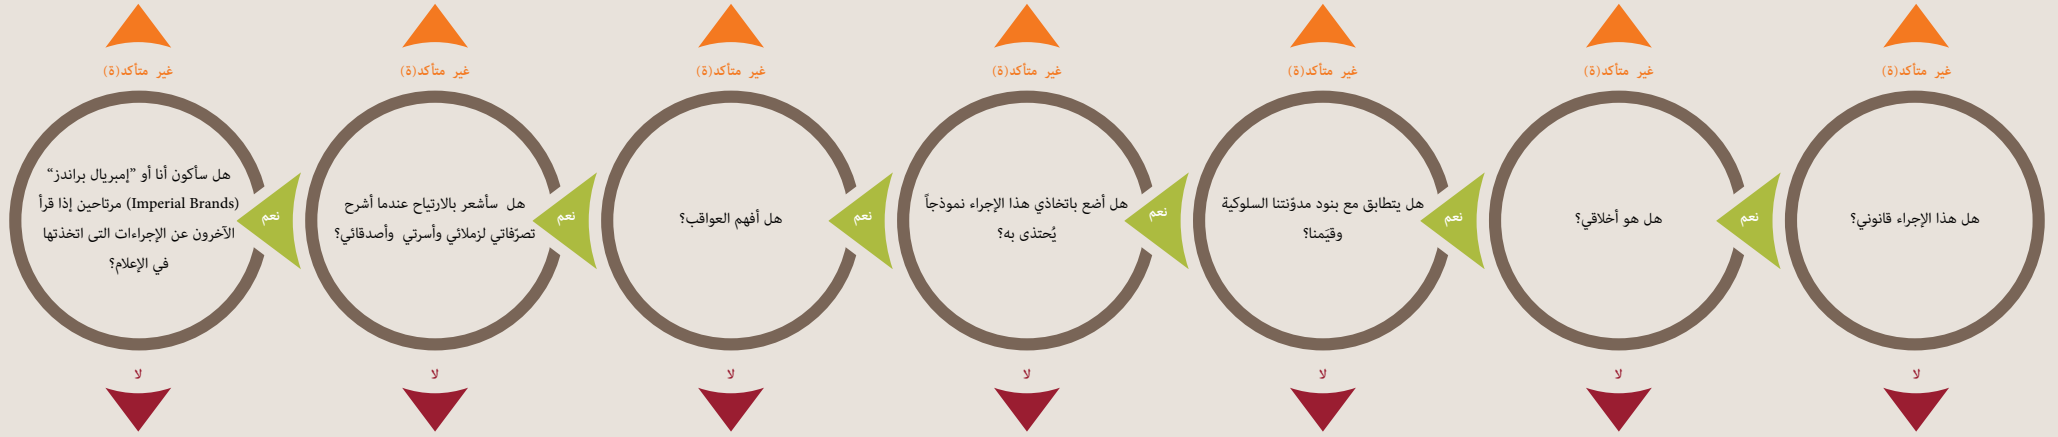 غير متأكد(ة)
هل هذا الإجراء قانوني؟
لا
نعم
غير متأكد(ة)
هل هو أخلاقي؟
لا
نعم
غير متأكد(ة)
هل يتطابق مع بنود مدوّنتنا السلوكية
وقيَمنا؟
لا
نعم
غير متأكد(ة)
هل أضع باتخاذي هذا الإجراء نموذجاً
يُحتذى به؟
لا
نعم
غير متأكد(ة)
هل أفهم العواقب؟
لا
نعم
غير متأكد(ة)
هل سأشعر بالارتياح عندما أشرح
تصرّفاتي لزملائي وأسرتي وأصدقائي؟
لا
نعم
غير متأكد(ة)
هل سأكون أنا أو ”إمبريال براندز“
(Imperial Brands) مرتاحين إذا قرأ
الآخرون عن الإجراءات التى اتخذتها
في الإعلام؟
لا